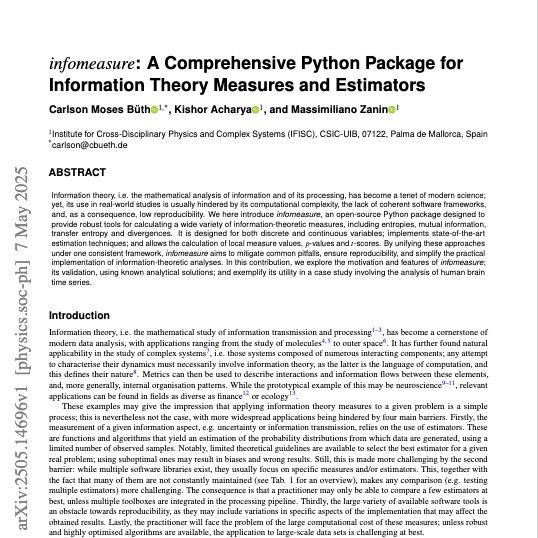 infomeasure: A Comprehensive Python Package for
Information Theory Measures and Estimators
Carlson Moses Büth1,*, Kishor Acharya1, and Massimiliano Zanin1
1Institute for Cross-Disciplinary Physics and Complex Systems (IFISC), CSIC-UIB, 07122, Palma de Mallorca, Spain
*carlson@cbueth.de
ABSTRACT
Information theory, i.e. the mathematical analysis of information and of its processing, has become a tenet of modern science;
yet, its use in real-world studies is usually hindered by its computational complexity, the lack of coherent software frameworks,
and, as a consequence, low reproducibility. We here introduce infomeasure, an open-source Python package designed to
provide robust tools for calculating a wide variety of information-theoretic measures, including entropies, mutual information,
transfer entropy and divergences. It is designed for both discrete and continuous variables; implements state-of-the-art
estimation techniques; and allows the calculation of local measure values, p-values and t-scores. By unifying these approaches
under one consistent framework, infomeasure aims to mitigate common pitfalls, ensure reproducibility, and simplify the practical
implementation of information-theoretic analyses. In this contribution, we explore the motivation and features of infomeasure;
its validation, using known analytical solutions; and exemplify its utility in a case study involving the analysis of human brain
time series.
Introduction
Information theory, i.e. the mathematical study of information transmission and processing1–3, has become a cornerstone of
modern data analysis, with applications ranging from the study of molecules4,5 to outer space6. It has further found natural
applicability in the study of complex systems7, i.e. those systems composed of numerous interacting components; any attempt
to characterise their dynamics must necessarily involve information theory, as the latter is the language of computation, and
this defines their nature8. Metrics can then be used to describe interactions and information flows between these elements,
and, more generally, internal organisation patterns. While the prototypical example of this may be neuroscience9–11, relevant
applications can be found in fields as diverse as finance12 or ecology13.
These examples may give the impression that applying information theory measures to a given problem is a simple
process; this is nevertheless not the case, with more widespread applications being hindered by four main barriers. Firstly, the
measurement of a given information aspect, e.g. uncertainty or information transmission, relies on the use of estimators. These
are functions and algorithms that yield an estimation of the probability distributions from which data are generated, using a
limited number of observed samples. Notably, limited theoretical guidelines are available to select the best estimator for a given
real problem; using suboptimal ones may result in biases and wrong results. Still, this is made more challenging by the second
barrier: while multiple software libraries exist, they usually focus on specific measures and/or estimators. This, together with
the fact that many of them are not constantly maintained (see Tab. 1 for an overview), makes any comparison (e.g. testing
multiple estimators) more challenging. The consequence is that a practitioner may only be able to compare a few estimators at
best, unless multiple toolboxes are integrated in the processing pipeline. Thirdly, the large variety of available software tools is
an obstacle towards reproducibility, as they may include variations in specific aspects of the implementation that may affect the
obtained results. Lastly, the practitioner will face the problem of the large computational cost of these measures; unless robust
and highly optimised algorithms are available, the application to large-scale data sets is challenging at best.
arXiv:2505.14696v1 [physics.soc-ph] 7 May 2025